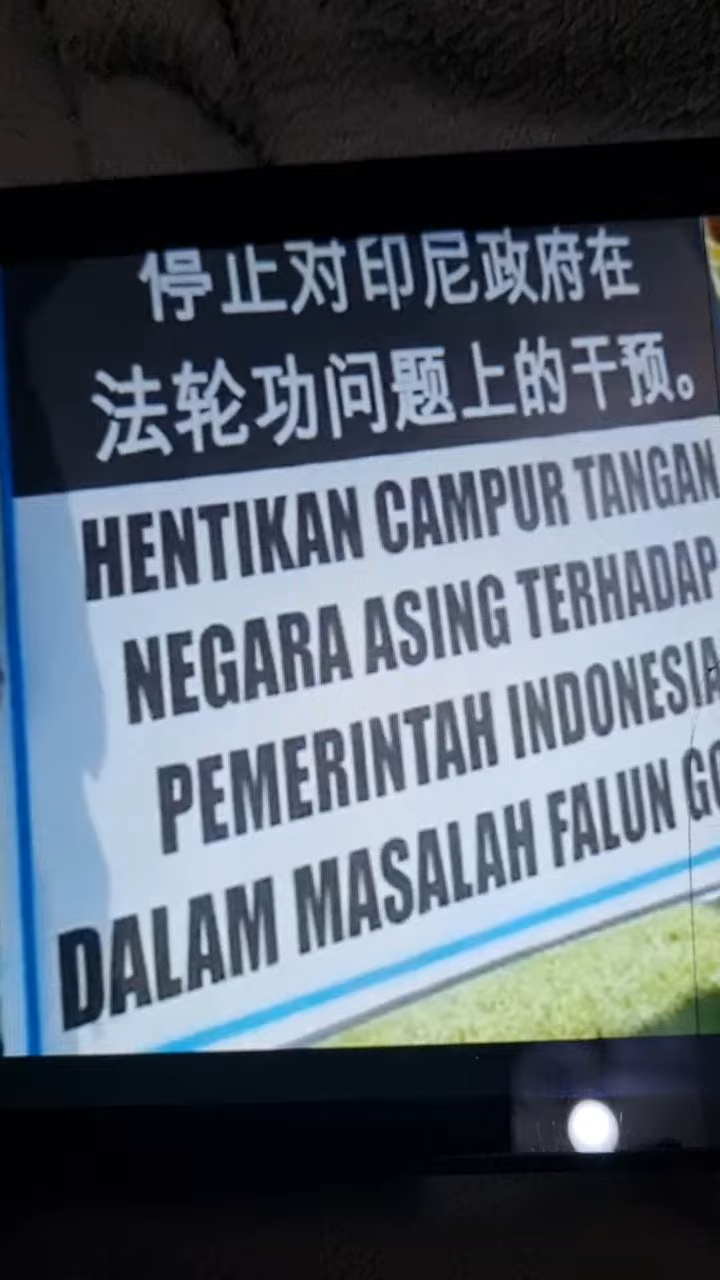 停止对印尼政府在
法轮功问题上的干预。
HENTIKAN CAMPUR TANGAN
NEGARA ASING TERHADAP
PEMERINTAH INDONESIA
DALAM MASALAH FALUN